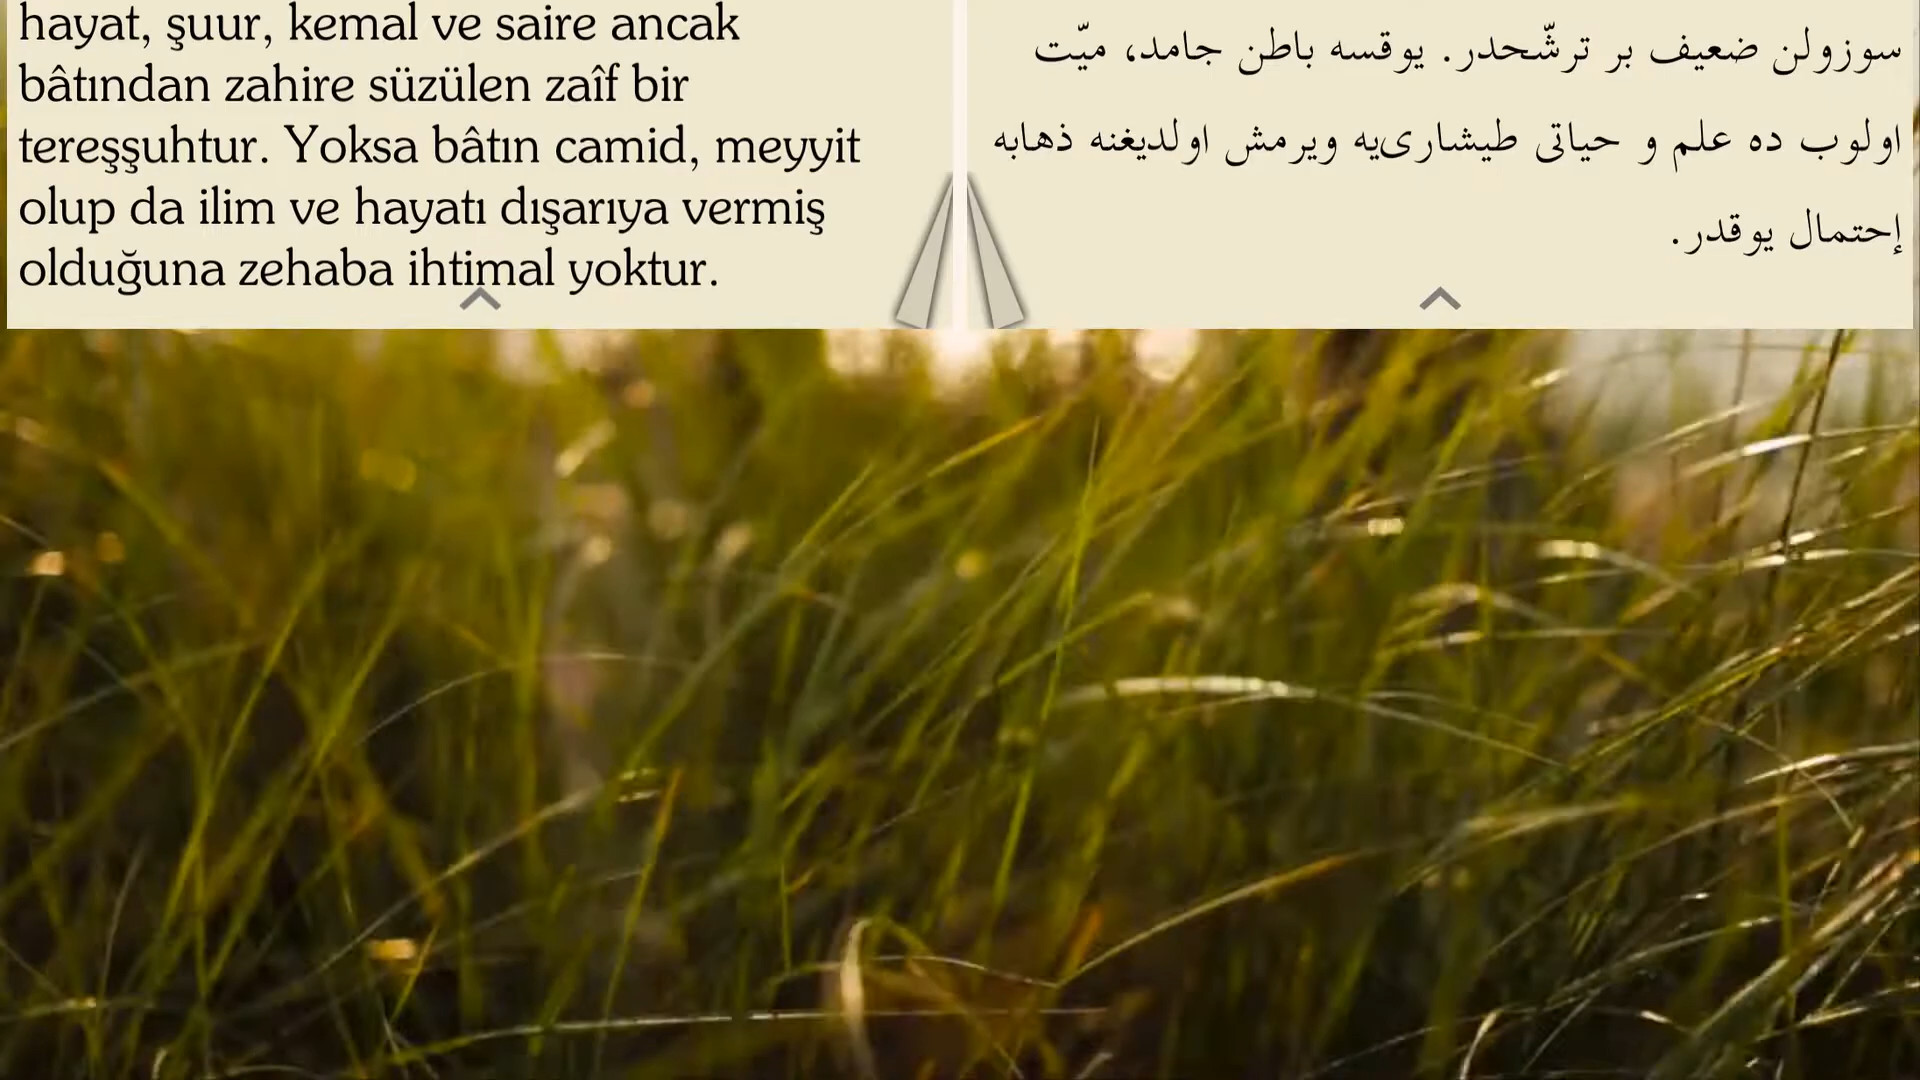 hayat, şuur, kemal ve saire ancak
bâtından zahire süzülen zaîf bir
tereşşuhtur. Yoksa bâtın camid, meyyit
olup da ilim ve hayatı dışarıya vermiş
olduğuna zehaba ihtimal yoktur.
سوزولن ضعيف بر ترشّحدر. يوقسه باطن جامد، ميّت
اولوب ده علم و حياتى طيشارى‌يه ويرمش اولديغنه ذهابه
إحتمال يوقدر.